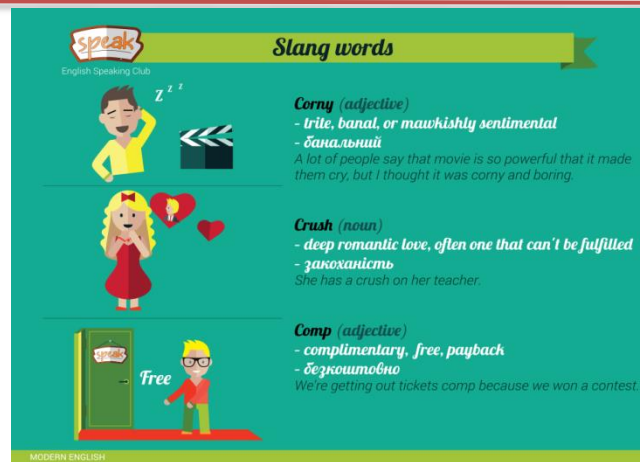 speak
English Speaking Club
Slang words
z z z
Corny (adjective)
- trite, banal, or mawkishly sentimental
- банальний
A lot of people say that movie is so powerful that it made
them cry, but I thought it was corny and boring.
Crush (noun)
- deep romantic love, often one that can't be fulfilled
- закоханість
She has a crush on her teacher.
speak
Free
Comp (adjective)
- complimentary, free, payback
- безкоштовно
We're getting out tickets comp because we won a contest.
MODERN ENGLISH